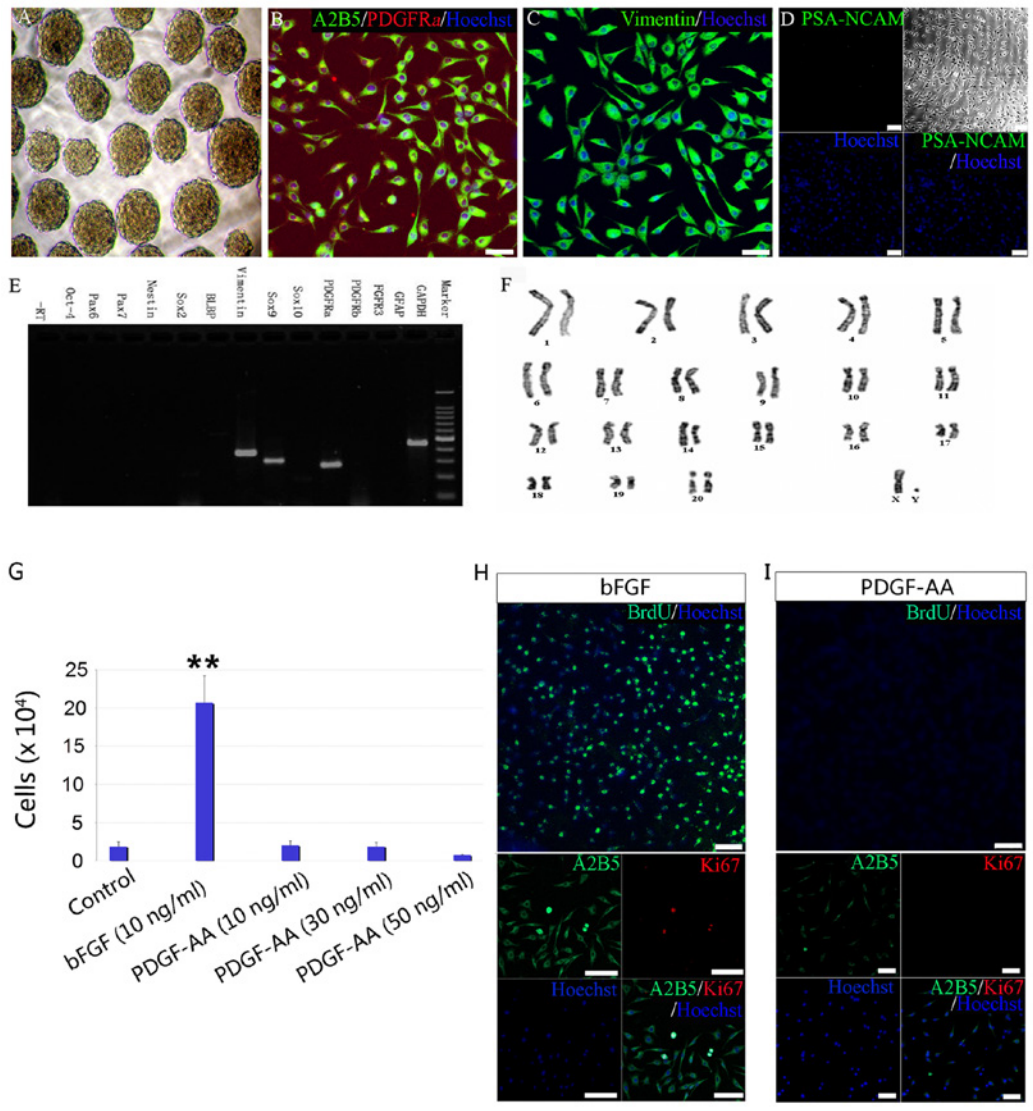 A
B A2B5/PDGFRa/Hoechst
C Vimentin/Hoechst
D PSA-NCAM
Hoechst
PSA-NCAM
/Hoechst
E
-RT
Oct-4
Pax6
Pax7
Nestin
Sox2
BLBP
Vimentin
Sox9
Sox10
PDGFRa
PDGFRb
FGFR3
GFAP
GAPDH
Marker
F
1 2 3 4 5
6 7 8 9 10 11
12 13 14 15 16 17
18 19 20 X Y
G
Cells (x 10⁴)
25
20
15
10
5
0
**
Control
bFGF (10 ng/ml)
PDGF-AA (10 ng/ml)
PDGF-AA (30 ng/ml)
PDGF-AA (50 ng/ml)
H
bFGF
BrdU/Hoechst
A2B5
Ki67
Hoechst
A2B5/Ki67
/Hoechst
I
PDGF-AA
BrdU/Hoechst
A2B5
Ki67
Hoechst
A2B5/Ki67
/Hoechst